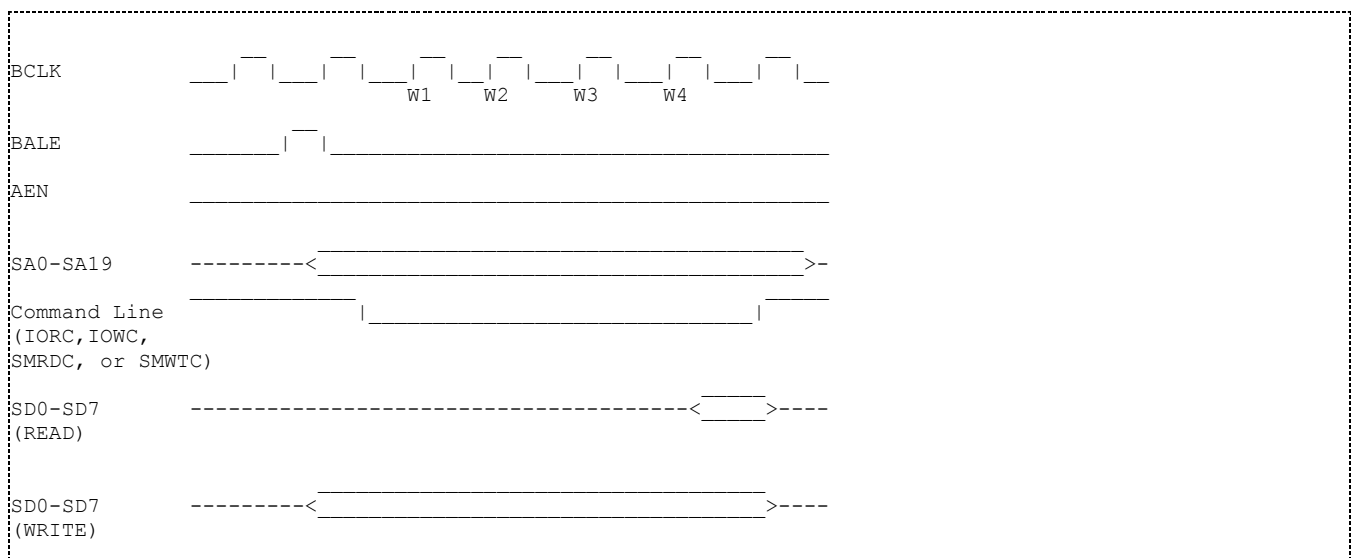 BCLK
W1 W2 W3 W4
BALE
AEN
SA0-SA19
Command Line
(IORC,IOWC,
SMRDC, or SMWTC)
SD0-SD7
(READ)
SD0-SD7
(WRITE)